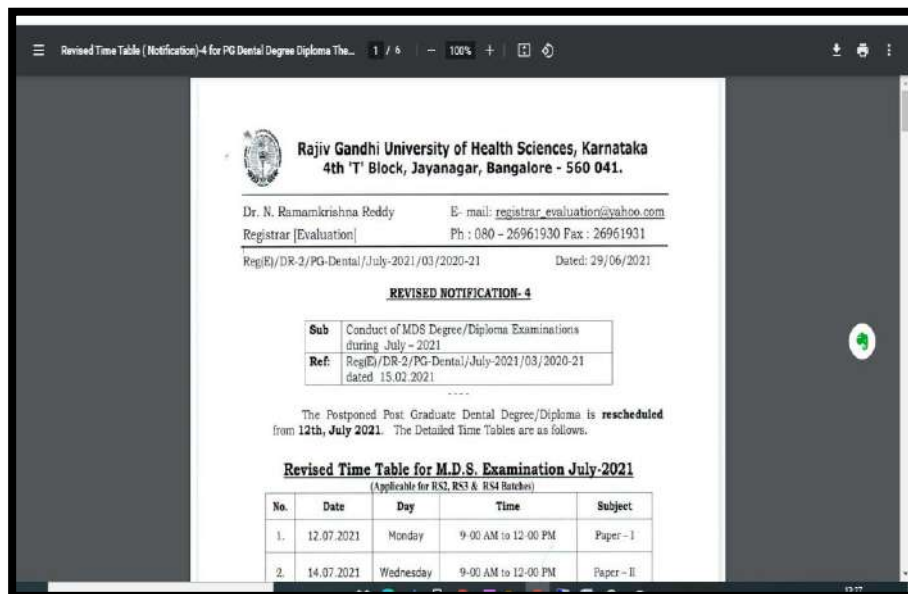 Revised Time Table ( Notification)-4 for PG Dental Degree Diploma The... 1 / 6 − 100% +
Rajiv Gandhi University of Health Sciences, Karnataka
4th 'T' Block, Jayanagar, Bangalore - 560 041.
Dr. N. Ramamkrishna Reddy E- mail: registrar_evaluation@yahoo.com
Registrar [Evaluation] Ph : 080 – 26961930 Fax : 26961931
Reg(E)/DR-2/PG-Dental/July-2021/03/2020-21 Dated: 29/06/2021
REVISED NOTIFICATION- 4
Sub Conduct of MDS Degree/Diploma Examinations
during July – 2021
Ref: Reg(E)/DR-2/PG-Dental/July-2021/03/2020-21
dated 15.02.2021
----
The Postponed Post Graduate Dental Degree/Diploma is rescheduled
from 12th, July 2021. The Detailed Time Tables are as follows.
Revised Time Table for M.D.S. Examination July-2021
(Applicable for RS2, RS3 & RS4 Batches)
No. Date Day Time Subject
1. 12.07.2021 Monday 9-00 AM to 12-00 PM Paper – I
2. 14.07.2021 Wednesday 9-00 AM to 12-00 PM Paper – II